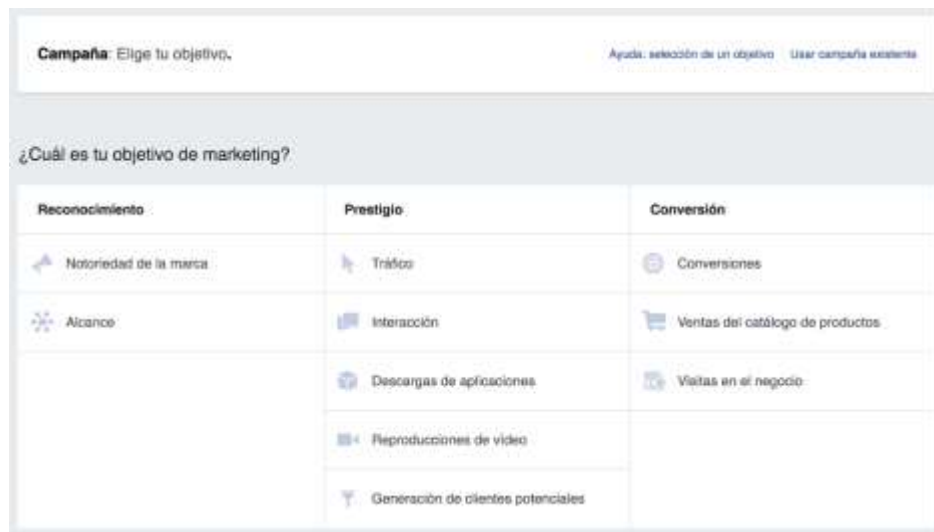 Campaña: Elige tu objetivo.
Ayuda: selección de un objetivo Usar campaña existente
¿Cuál es tu objetivo de marketing?
Reconocimiento
Notoriedad de la marca
Alcance
Prestigio
Tráfico
Interacción
Descargas de aplicaciones
Reproducciones de vídeo
Generación de clientes potenciales
Conversión
Conversiones
Ventas del catálogo de productos
Visitas en el negocio